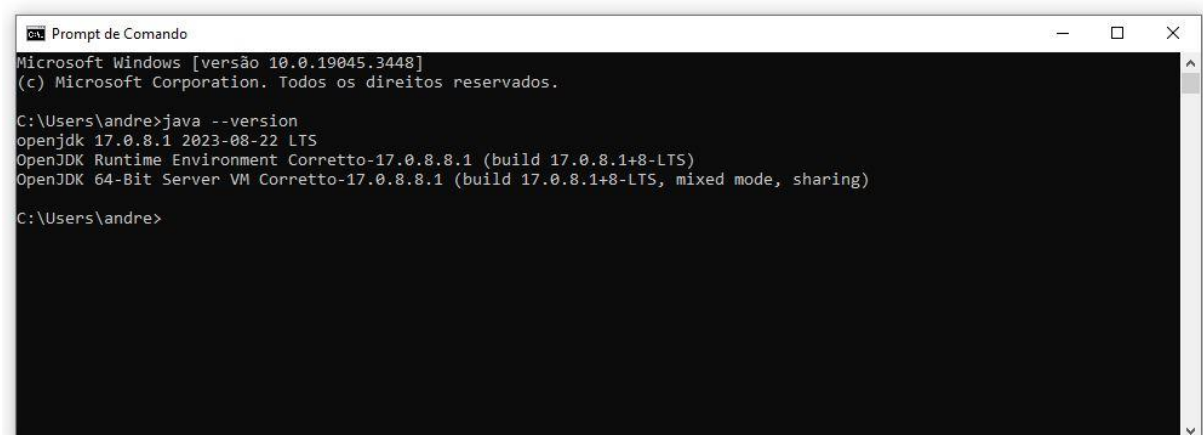 Prompt de Comando
Microsoft Windows [versão 10.0.19045.3448]
(c) Microsoft Corporation. Todos os direitos reservados.
C:\Users\andre>java --version
openjdk 17.0.8.1 2023-08-22 LTS
OpenJDK Runtime Environment Corretto-17.0.8.8.1 (build 17.0.8.1+8-LTS)
OpenJDK 64-Bit Server VM Corretto-17.0.8.8.1 (build 17.0.8.1+8-LTS, mixed mode, sharing)
C:\Users\andre>